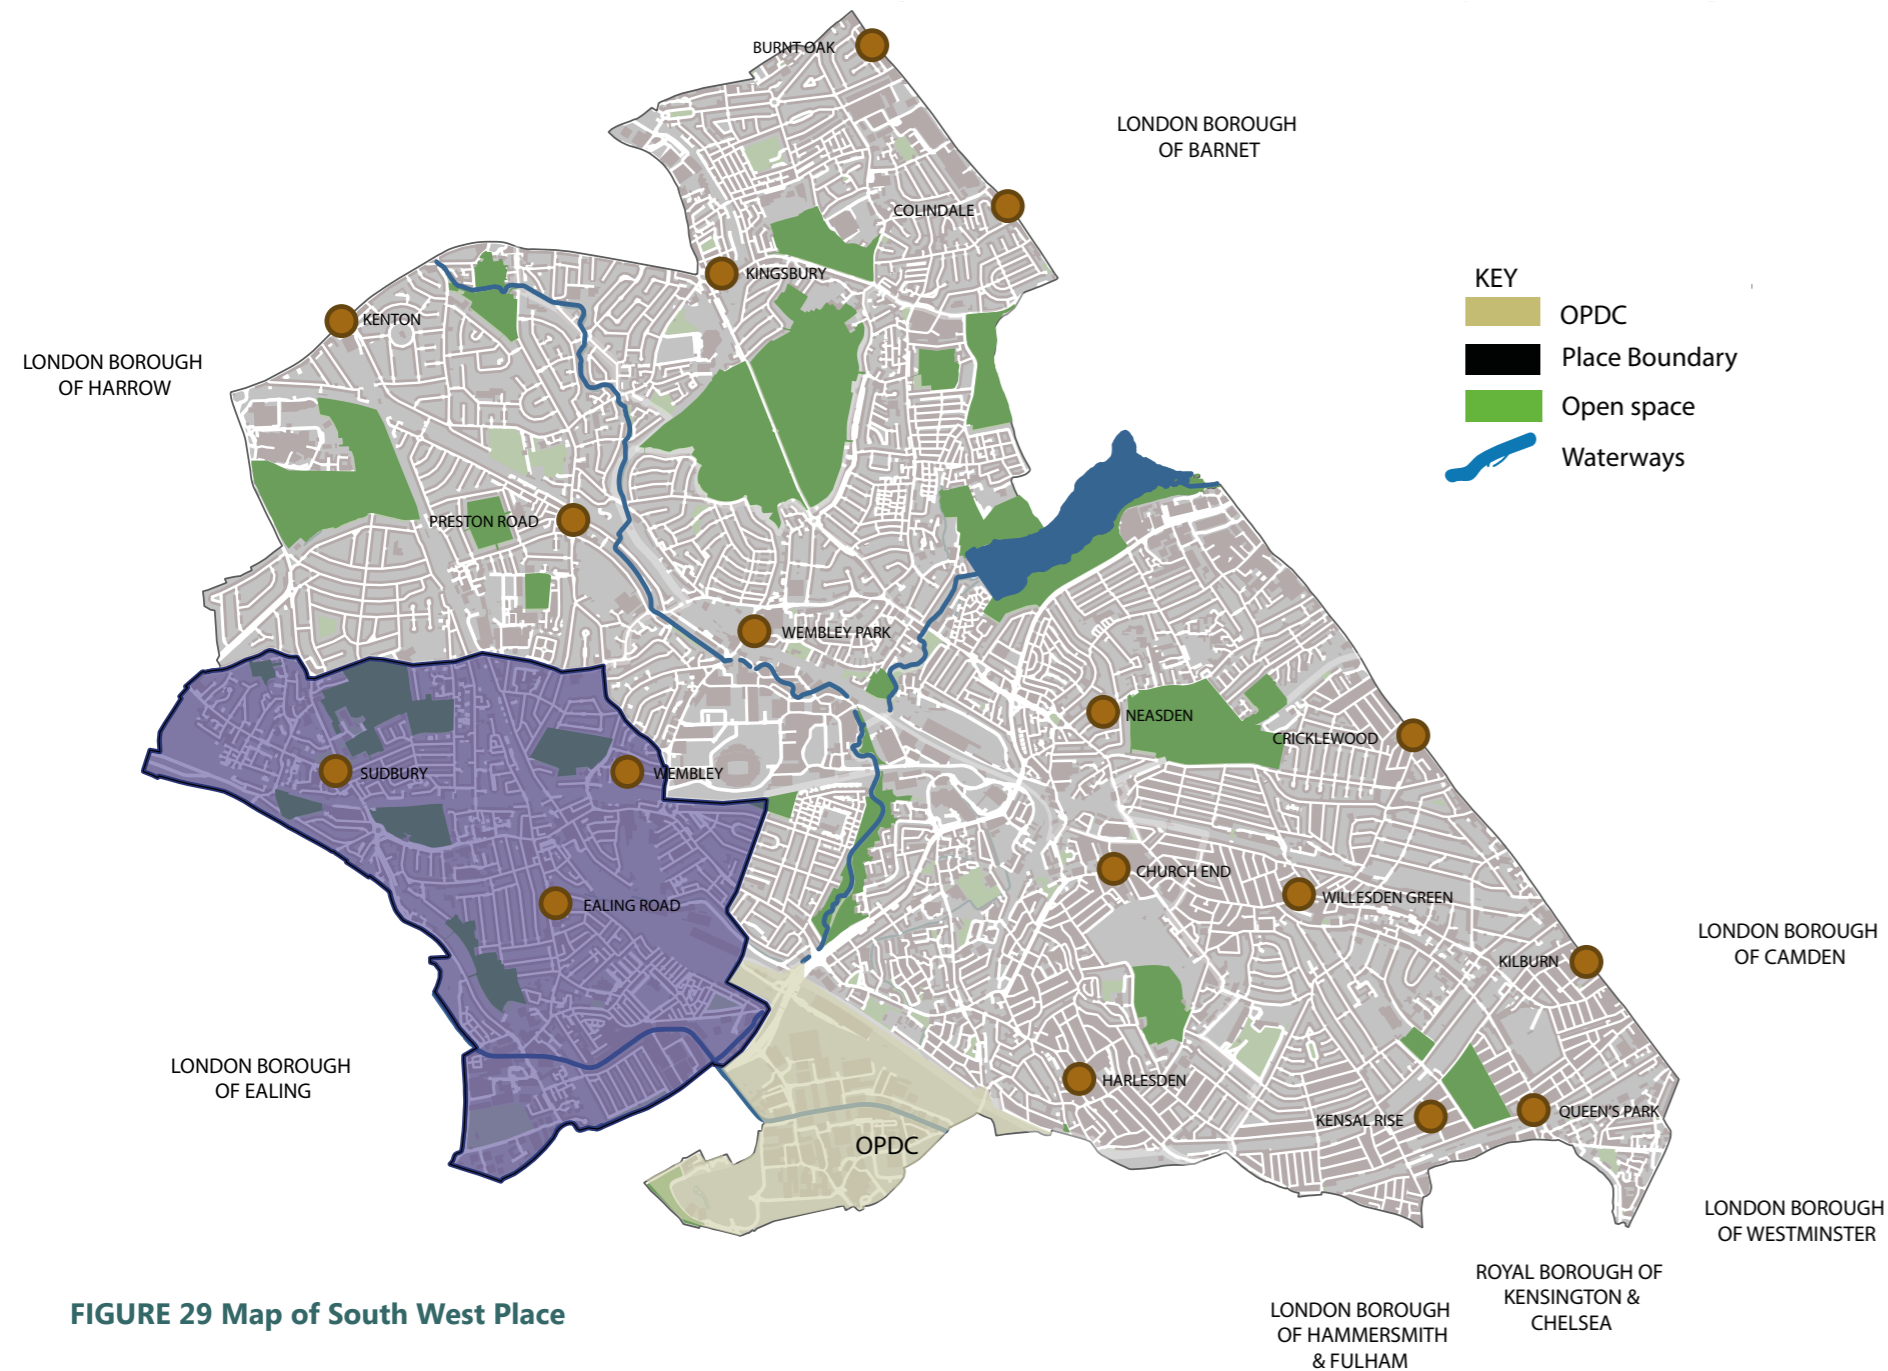 BURNT OAK
LONDON BOROUGH
OF BARNET
COLINDALE
KINGSBURY
KENTON
LONDON BOROUGH
OF HARROW
KEY
OPDC
Place Boundary
Open space
Waterways
PRESTON ROAD
WEMBLEY PARK
NEASDEN
CRICKLEWOOD
SUDBURY
WEMBLEY
CHURCH END
WILLESDEN GREEN
EALING ROAD
LONDON BOROUGH
OF CAMDEN
KILBURN
LONDON BOROUGH
OF EALING
HARLESDEN
KENSAL RISE
QUEEN'S PARK
OPDC
LONDON BOROUGH
OF WESTMINSTER
ROYAL BOROUGH OF
KENSINGTON &
CHELSEA
LONDON BOROUGH
OF HAMMERSMITH
& FULHAM
FIGURE 29 Map of South West Place